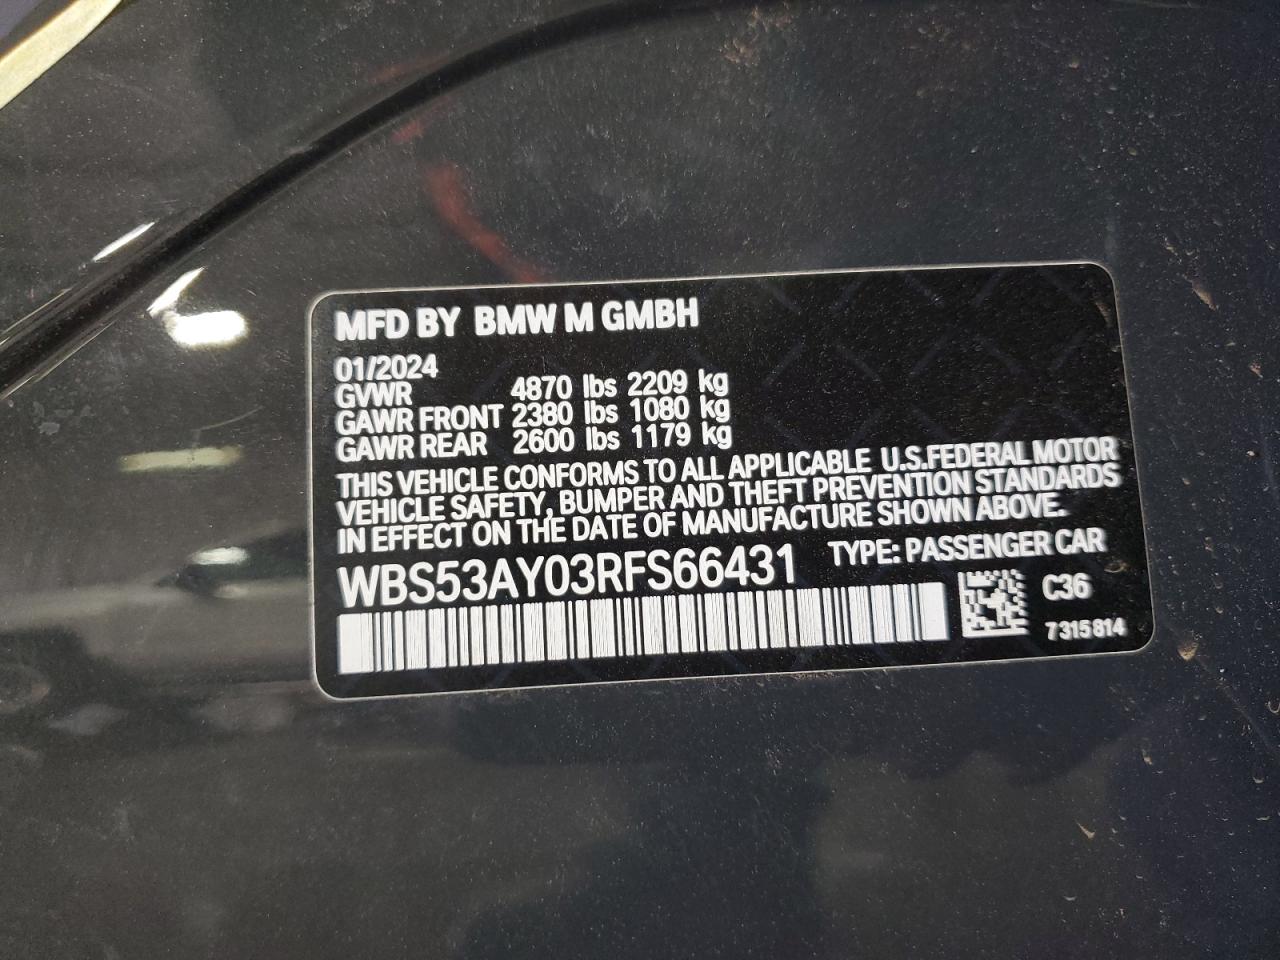 MFD BY BMW M GMBH
01/2024
GVWR 4870 lbs 2209 kg
GAWR FRONT 2380 lbs 1080 kg
GAWR REAR 2600 lbs 1179 kg
THIS VEHICLE CONFORMS TO ALL APPLICABLE U.S.FEDERAL MOTOR
VEHICLE SAFETY, BUMPER AND THEFT PREVENTION STANDARDS
IN EFFECT ON THE DATE OF MANUFACTURE SHOWN ABOVE.
WBS53AY03RFS66431 TYPE: PASSENGER CAR
C36
7315814